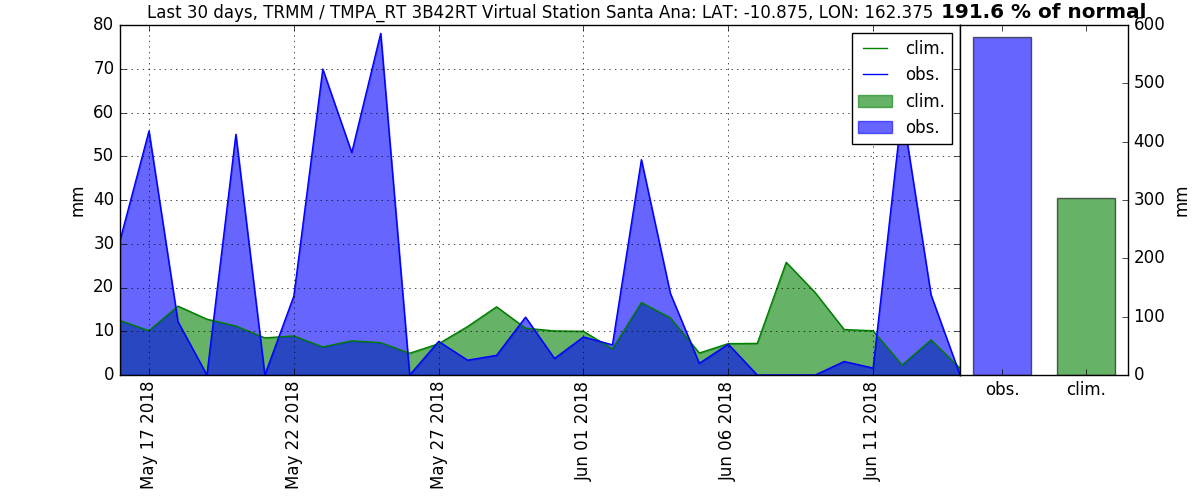 Last 30 days, TRMM / TMPA_RT 3B42RT Virtual Station Santa Ana: LAT: -10.875, LON: 162.375 191.6 % of normal
80
70
60
50
40
30
20
10
0
mm
May 17 2018
May 22 2018
May 27 2018
Jun 01 2018
Jun 06 2018
Jun 11 2018
clim.
obs.
clim.
obs.
600
500
400
300
200
100
0
mm
obs.
clim.